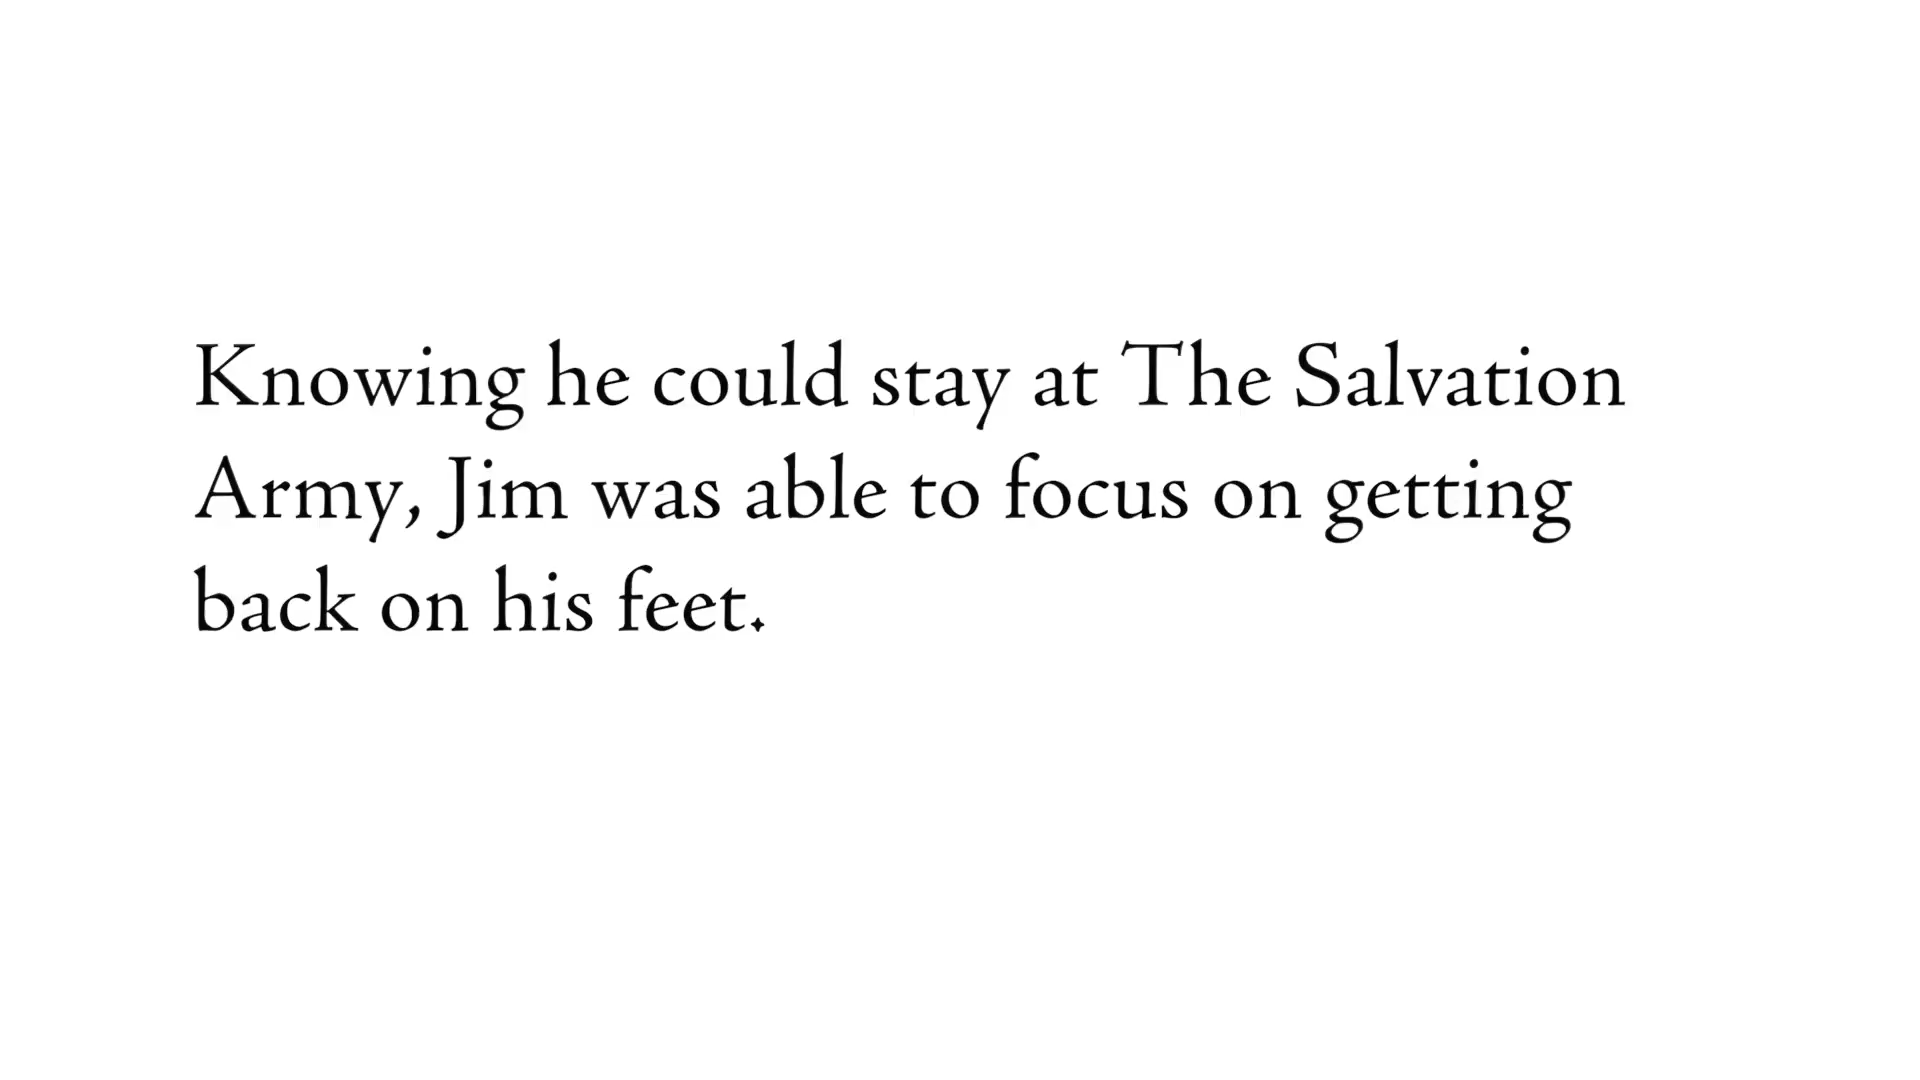 Knowing he could stay at The Salvation
Army, Jim was able to focus on getting
back on his feet.